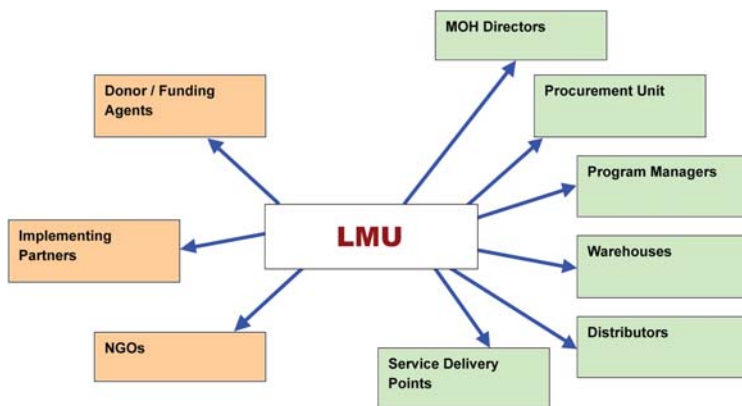 MOH Directors
Donor / Funding
Agents
Procurement Unit
Program Managers
Implementing
Partners
LMU
Warehouses
NGOs
Distributors
Service Delivery
Points